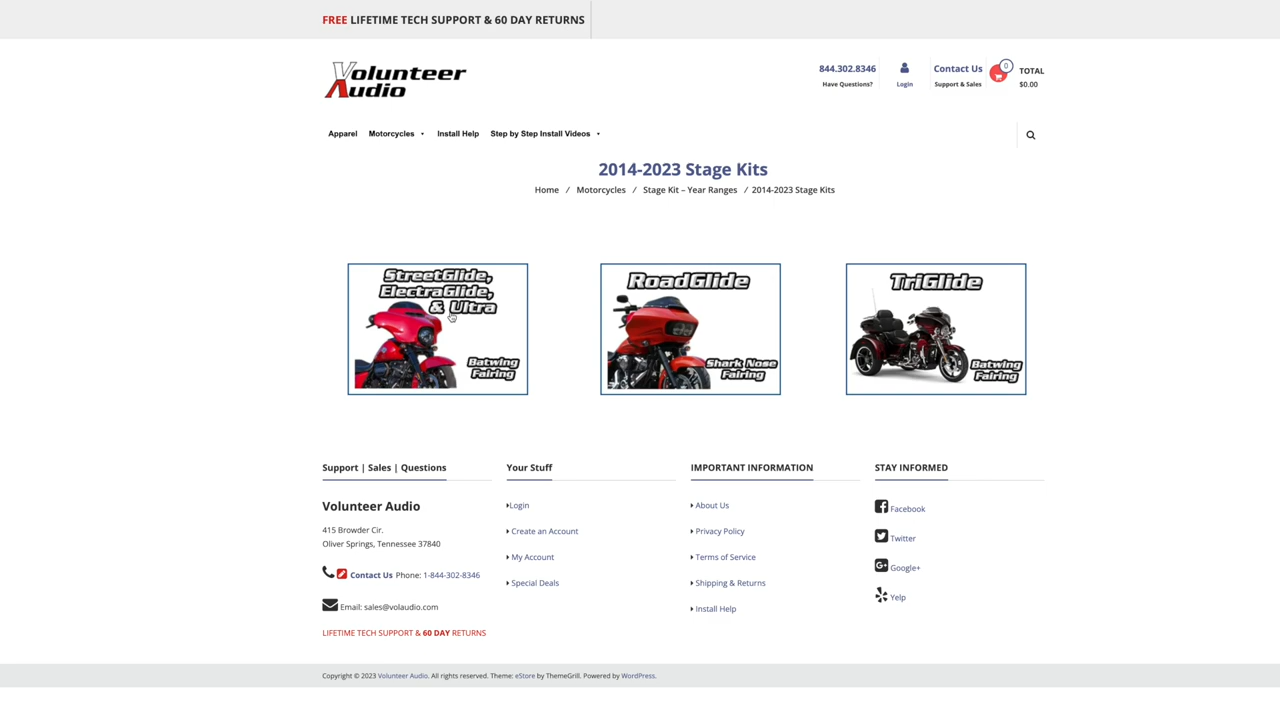 FREE LIFETIME TECH SUPPORT & 60 DAY RETURNS
Volunteer
Audio
844.302.8346
Have Questions?
Login
Contact Us
Support & Sales
0
TOTAL
$0.00
Apparel
Motorcycles
Install Help
Step by Step Install Videos
2014-2023 Stage Kits
Home / Motorcycles / Stage Kit – Year Ranges / 2014-2023 Stage Kits
StreetGlide,
ElectraGlide,
& Ultra
Batwing
Fairing
RoadGlide
Shark Nose
Fairing
TriGlide
Batwing
Fairing
Support | Sales | Questions
Volunteer Audio
415 Browder Cir.
Oliver Springs, Tennessee 37840
Contact Us Phone: 1-844-302-8346
Email: sales@volaudio.com
LIFETIME TECH SUPPORT & 60 DAY RETURNS
Your Stuff
Login
Create an Account
My Account
Special Deals
IMPORTANT INFORMATION
About Us
Privacy Policy
Terms of Service
Shipping & Returns
Install Help
STAY INFORMED
Facebook
Twitter
Google+
Yelp
Copyright © 2023 Volunteer Audio. All rights reserved. Theme: eStore by ThemeGrill. Powered by WordPress.